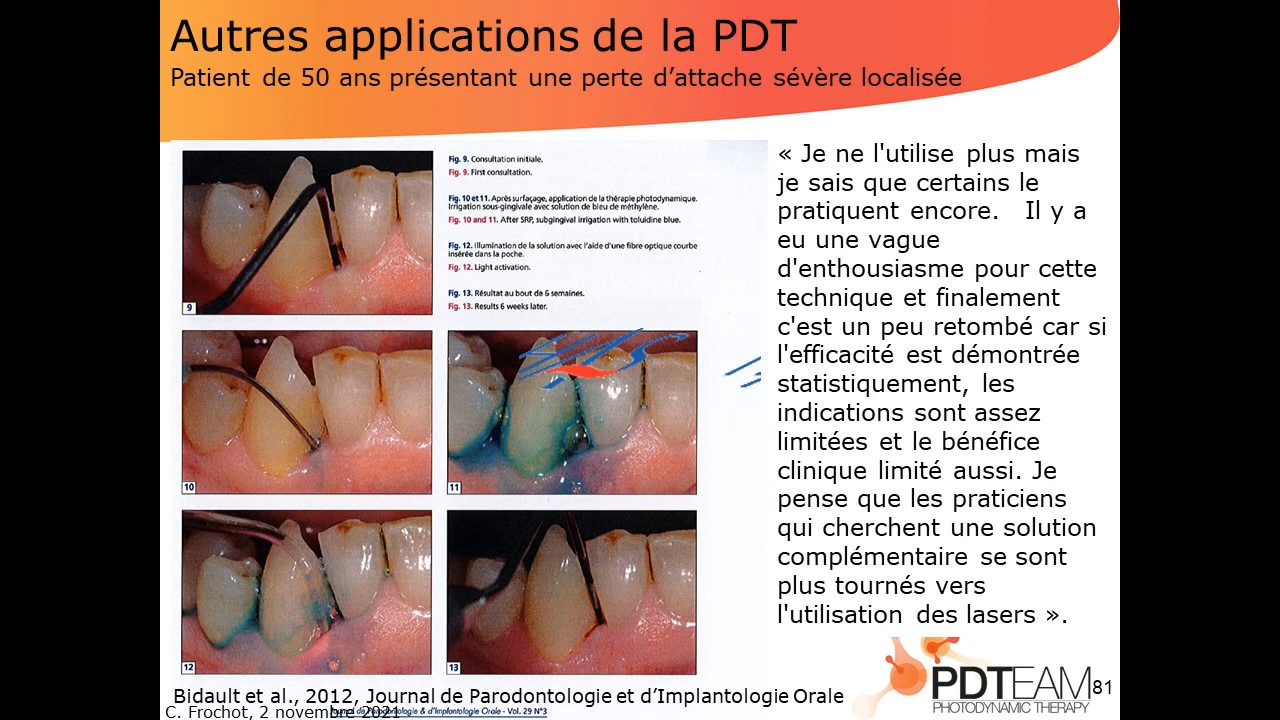 Autres applications de la PDT
Patient de 50 ans présentant une perte d’attache sévère localisée
Fig. 9. Consultation initiale.
Fig. 9. First consultation.
Fig. 10 et 11. Après surfaçage, application de la thérapie photodynamique.
Irrigation sous-gingivale avec solution de bleu de méthylène.
Fig. 10 and 11. After SRP, subgingival irrigation with toluidine blue.
Fig. 12. Illumination de la solution avec l'aide d'une fibre optique courbe
insérée dans la poche.
Fig. 12. Light activation.
Fig. 13. Résultat au bout de 6 semaines.
Fig. 13. Results 6 weeks later.
9
10
11
12
13
« Je ne l'utilise plus mais
je sais que certains le
pratiquent encore. Il y a
eu une vague
d'enthousiasme pour cette
technique et finalement
c'est un peu retombé car si
l'efficacité est démontrée
statistiquement, les
indications sont assez
limitées et le bénéfice
clinique limité aussi. Je
pense que les praticiens
qui cherchent une solution
complémentaire se sont
plus tournés vers
l'utilisation des lasers ».
Bidault et al., 2012, Journal de Parodontologie et d’Implantologie Orale
C. Frochot, 2 novembre 2021
& d'Implantologie Orale - Vol. 29 N°3
PDTEAM
PHOTODYNAMIC THERAPY
81